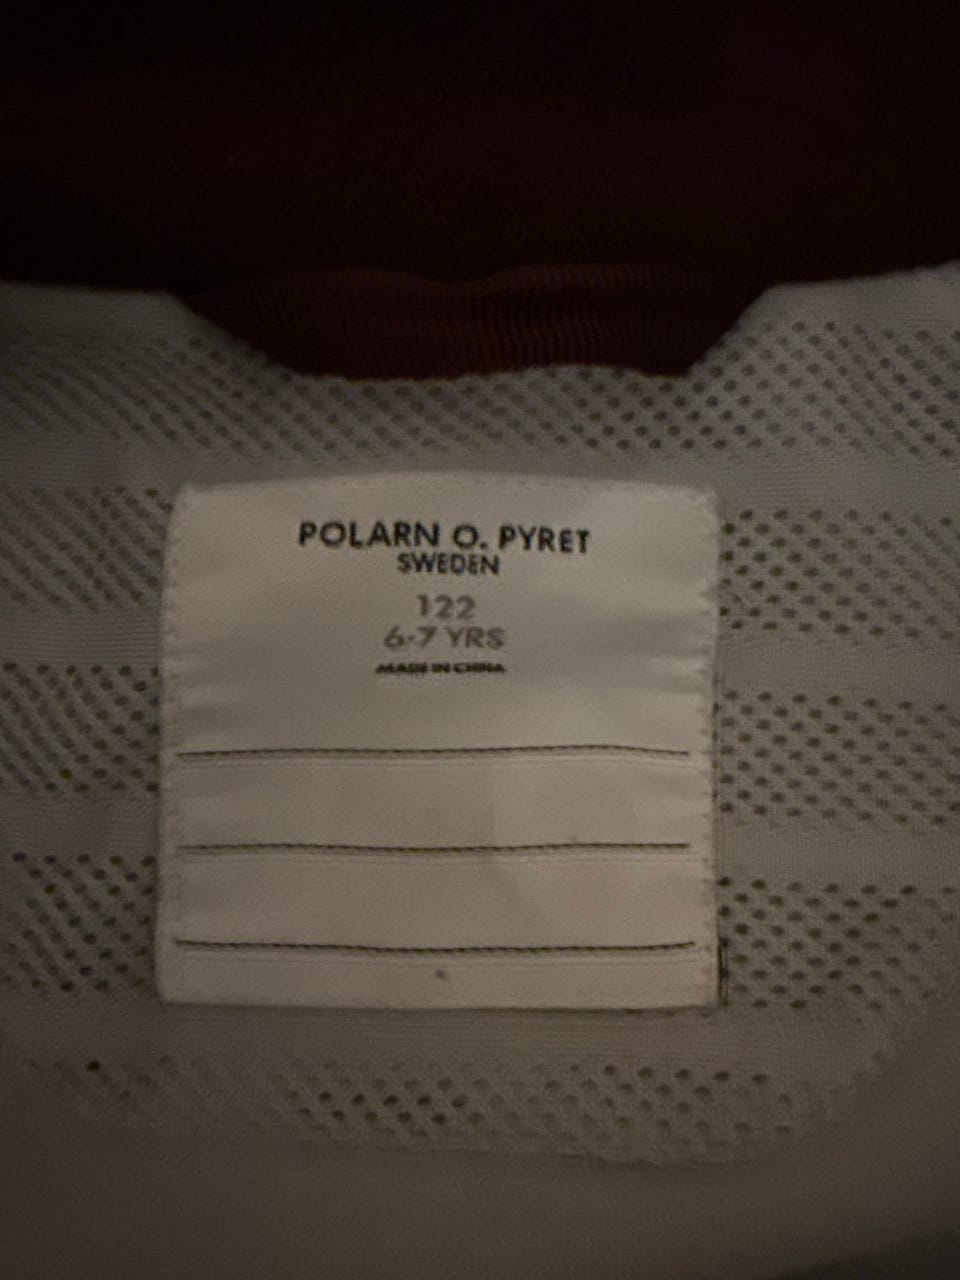 POLARN O. PYRET
SWEDEN
122
6-7 YRS
MADE IN CHINA